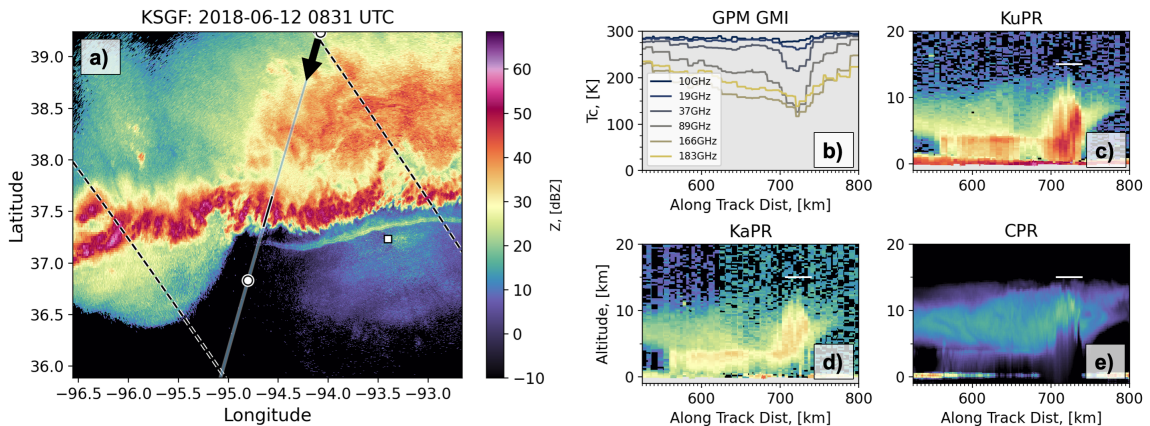 KSGF: 2018-06-12 0831 UTC
a)
39.0
38.5
38.0
37.5
37.0
36.5
36.0
Latitude
−96.5 −96.0 −95.5 −95.0 −94.5 −94.0 −93.5 −93.0
Longitude
60
50
40
30
20
10
0
−10
Z, [dBZ]
GPM GMI
300
200
100
0
Tc, [K]
10GHz
19GHz
37GHz
89GHz
166GHz
183GHz
b)
600 700 800
Along Track Dist, [km]
KuPR
20
15
10
5
0
c)
600 700 800
Along Track Dist, [km]
KaPR
20
10
0
Altitude, [km]
d)
600 700 800
Along Track Dist, [km]
CPR
20
15
10
5
0
e)
600 700 800
Along Track Dist, [km]